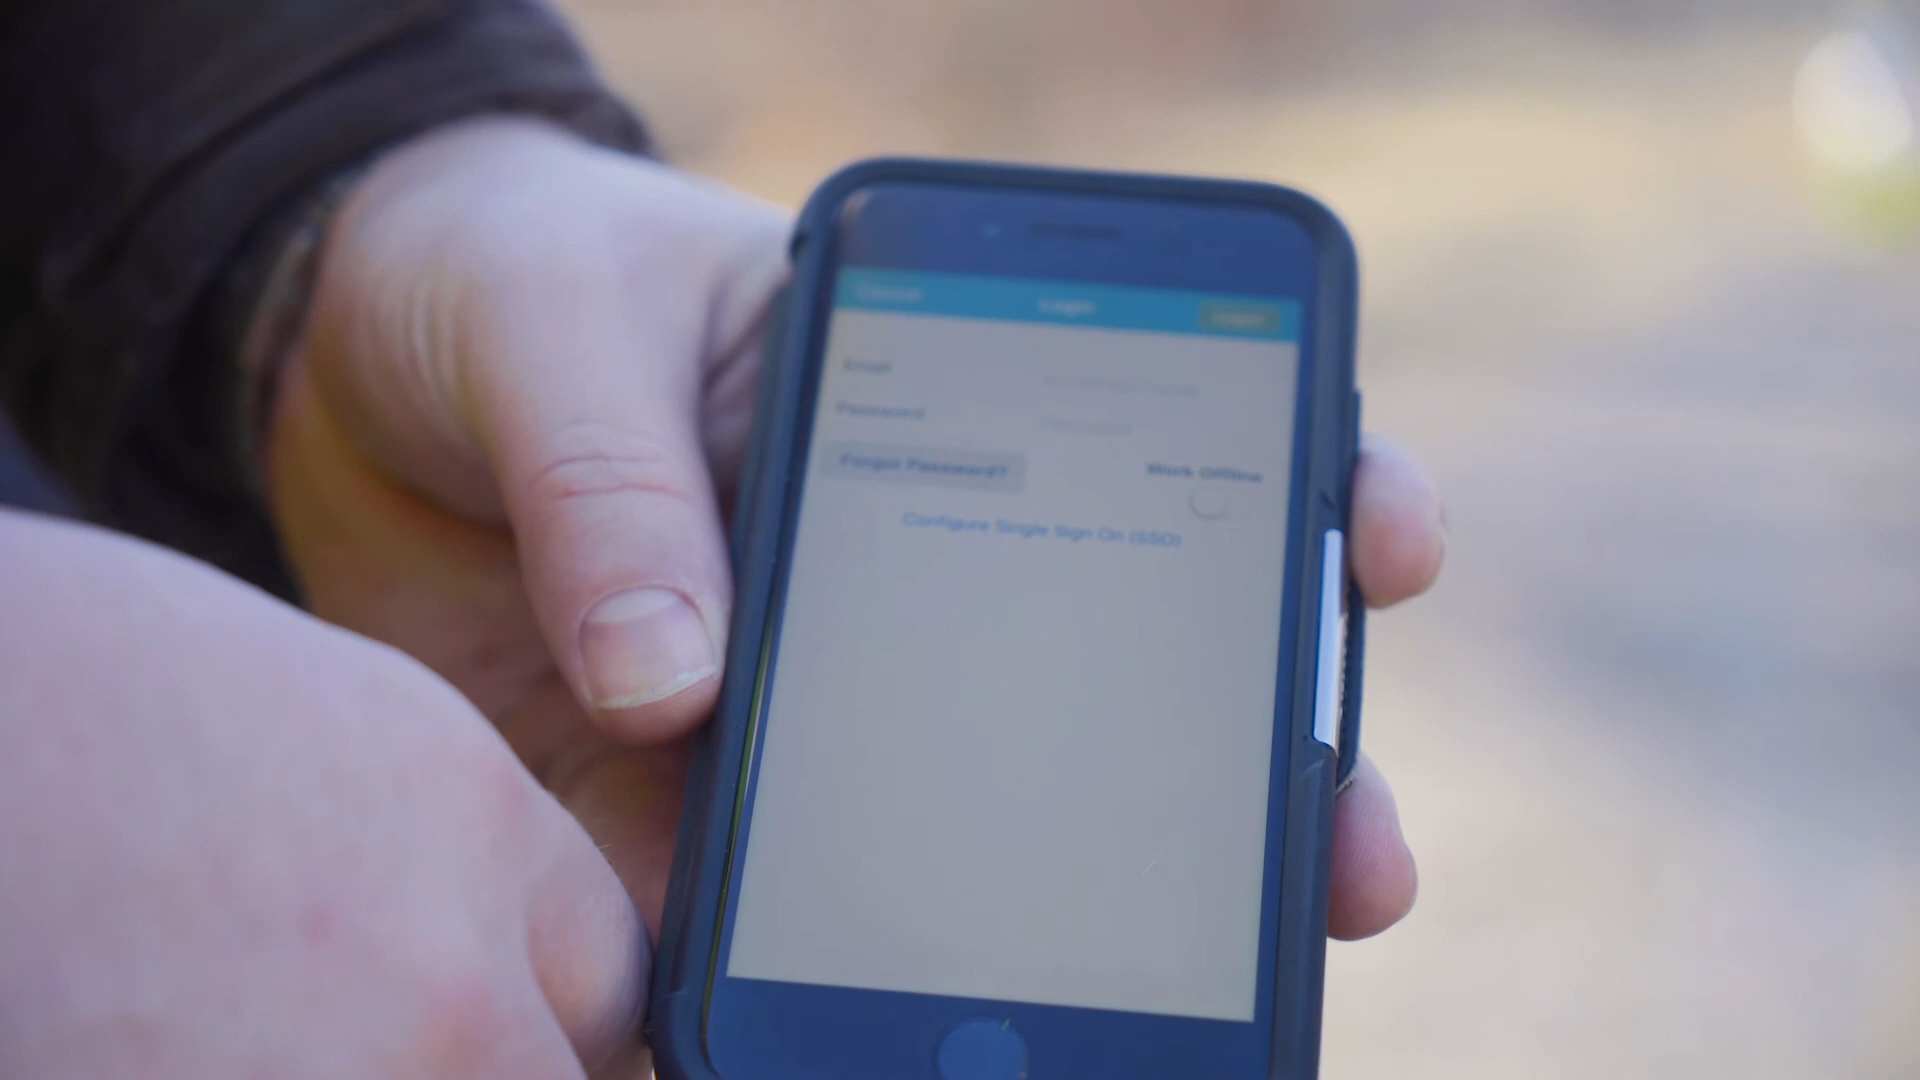 Cancel Login Login
Email
Password
Forgot Password? Work Offline
Configure Single Sign On (SSO)